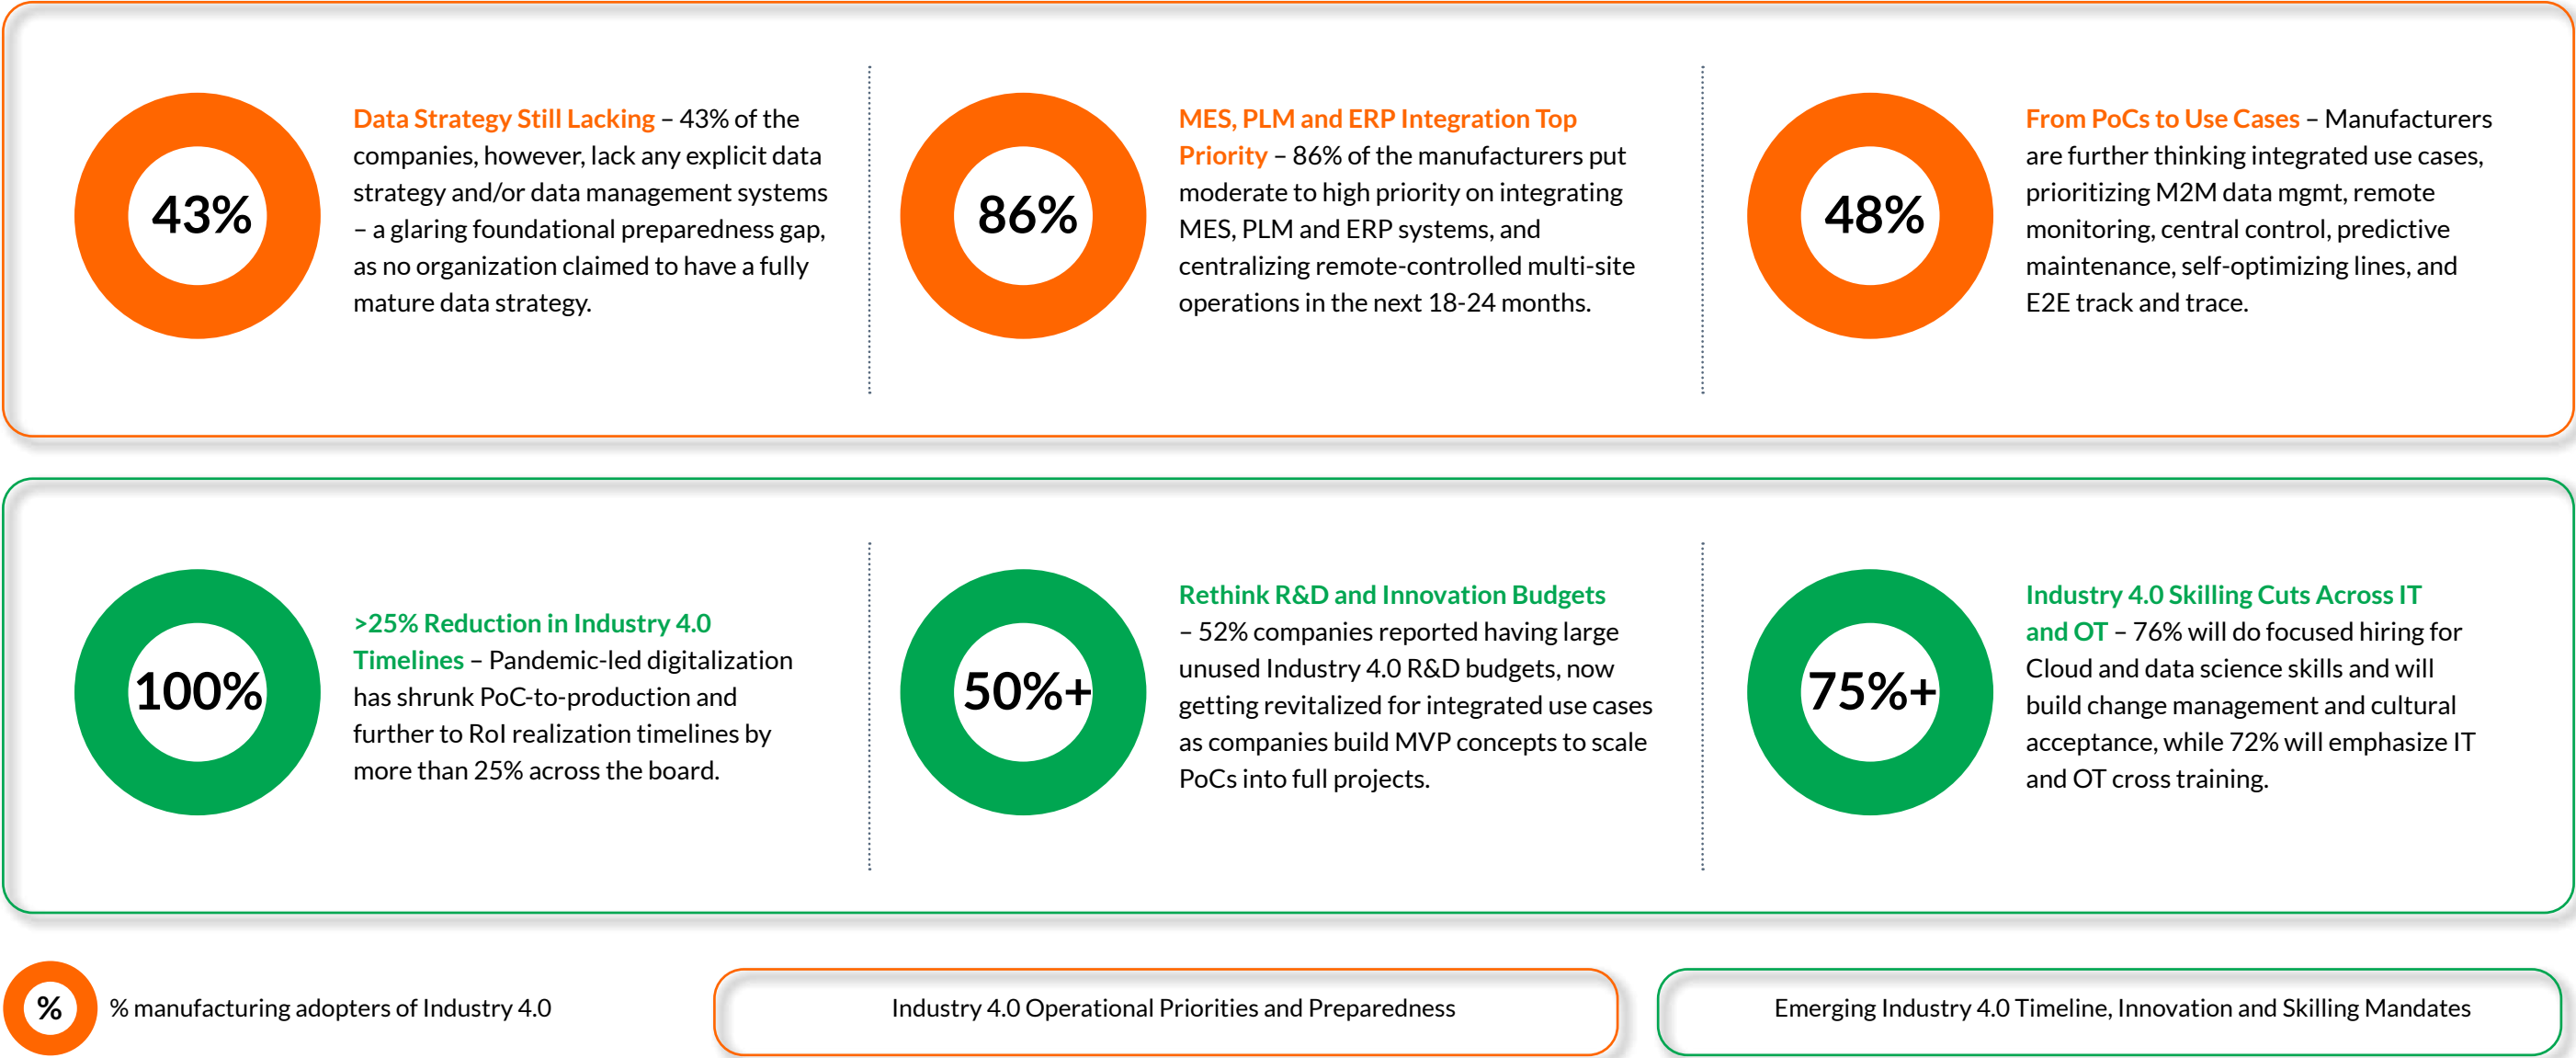 43%
Data Strategy Still Lacking – 43% of the
companies, however, lack any explicit data
strategy and/or data management systems
– a glaring foundational preparedness gap,
as no organization claimed to have a fully
mature data strategy.
86%
MES, PLM and ERP Integration Top
Priority – 86% of the manufacturers put
moderate to high priority on integrating
MES, PLM and ERP systems, and
centralizing remote-controlled multi-site
operations in the next 18-24 months.
48%
From PoCs to Use Cases – Manufacturers
are further thinking integrated use cases,
prioritizing M2M data mgmt, remote
monitoring, central control, predictive
maintenance, self-optimizing lines, and
E2E track and trace.
100%
>25% Reduction in Industry 4.0
Timelines – Pandemic-led digitalization
has shrunk PoC-to-production and
further to RoI realization timelines by
more than 25% across the board.
50%+
Rethink R&D and Innovation Budgets
– 52% companies reported having large
unused Industry 4.0 R&D budgets, now
getting revitalized for integrated use cases
as companies build MVP concepts to scale
PoCs into full projects.
75%+
Industry 4.0 Skilling Cuts Across IT
and OT – 76% will do focused hiring for
Cloud and data science skills and will
build change management and cultural
acceptance, while 72% will emphasize IT
and OT cross training.
%
% manufacturing adopters of Industry 4.0
Industry 4.0 Operational Priorities and Preparedness
Emerging Industry 4.0 Timeline, Innovation and Skilling Mandates